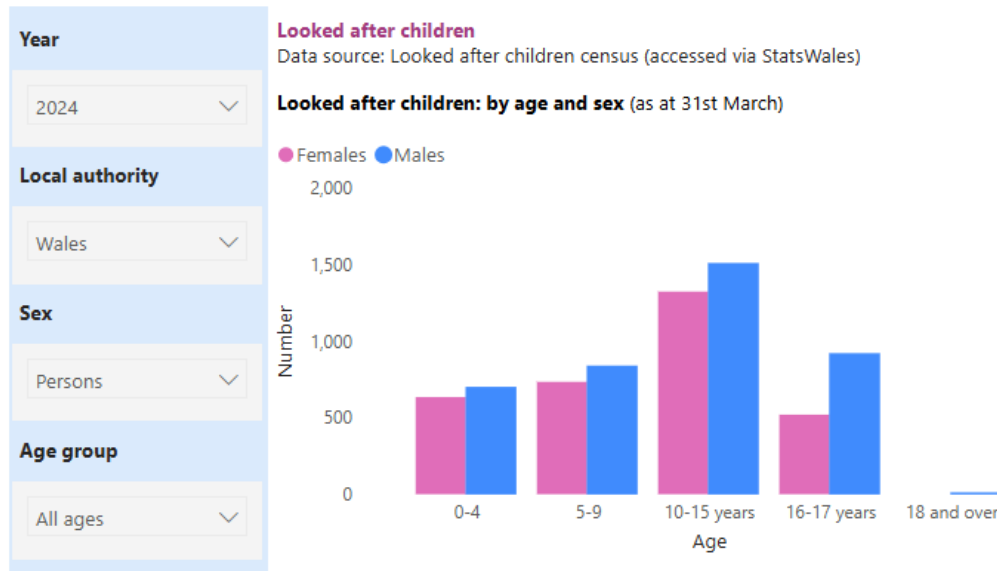 Year
2024
Local authority
Wales
Sex
Persons
Age group
All ages
Looked after children
Data source: Looked after children census (accessed via StatsWales)
Looked after children: by age and sex (as at 31st March)
Females Males
2,000
1,500
1,000
500
0
Number
0-4 5-9 10-15 years 16-17 years 18 and over
Age